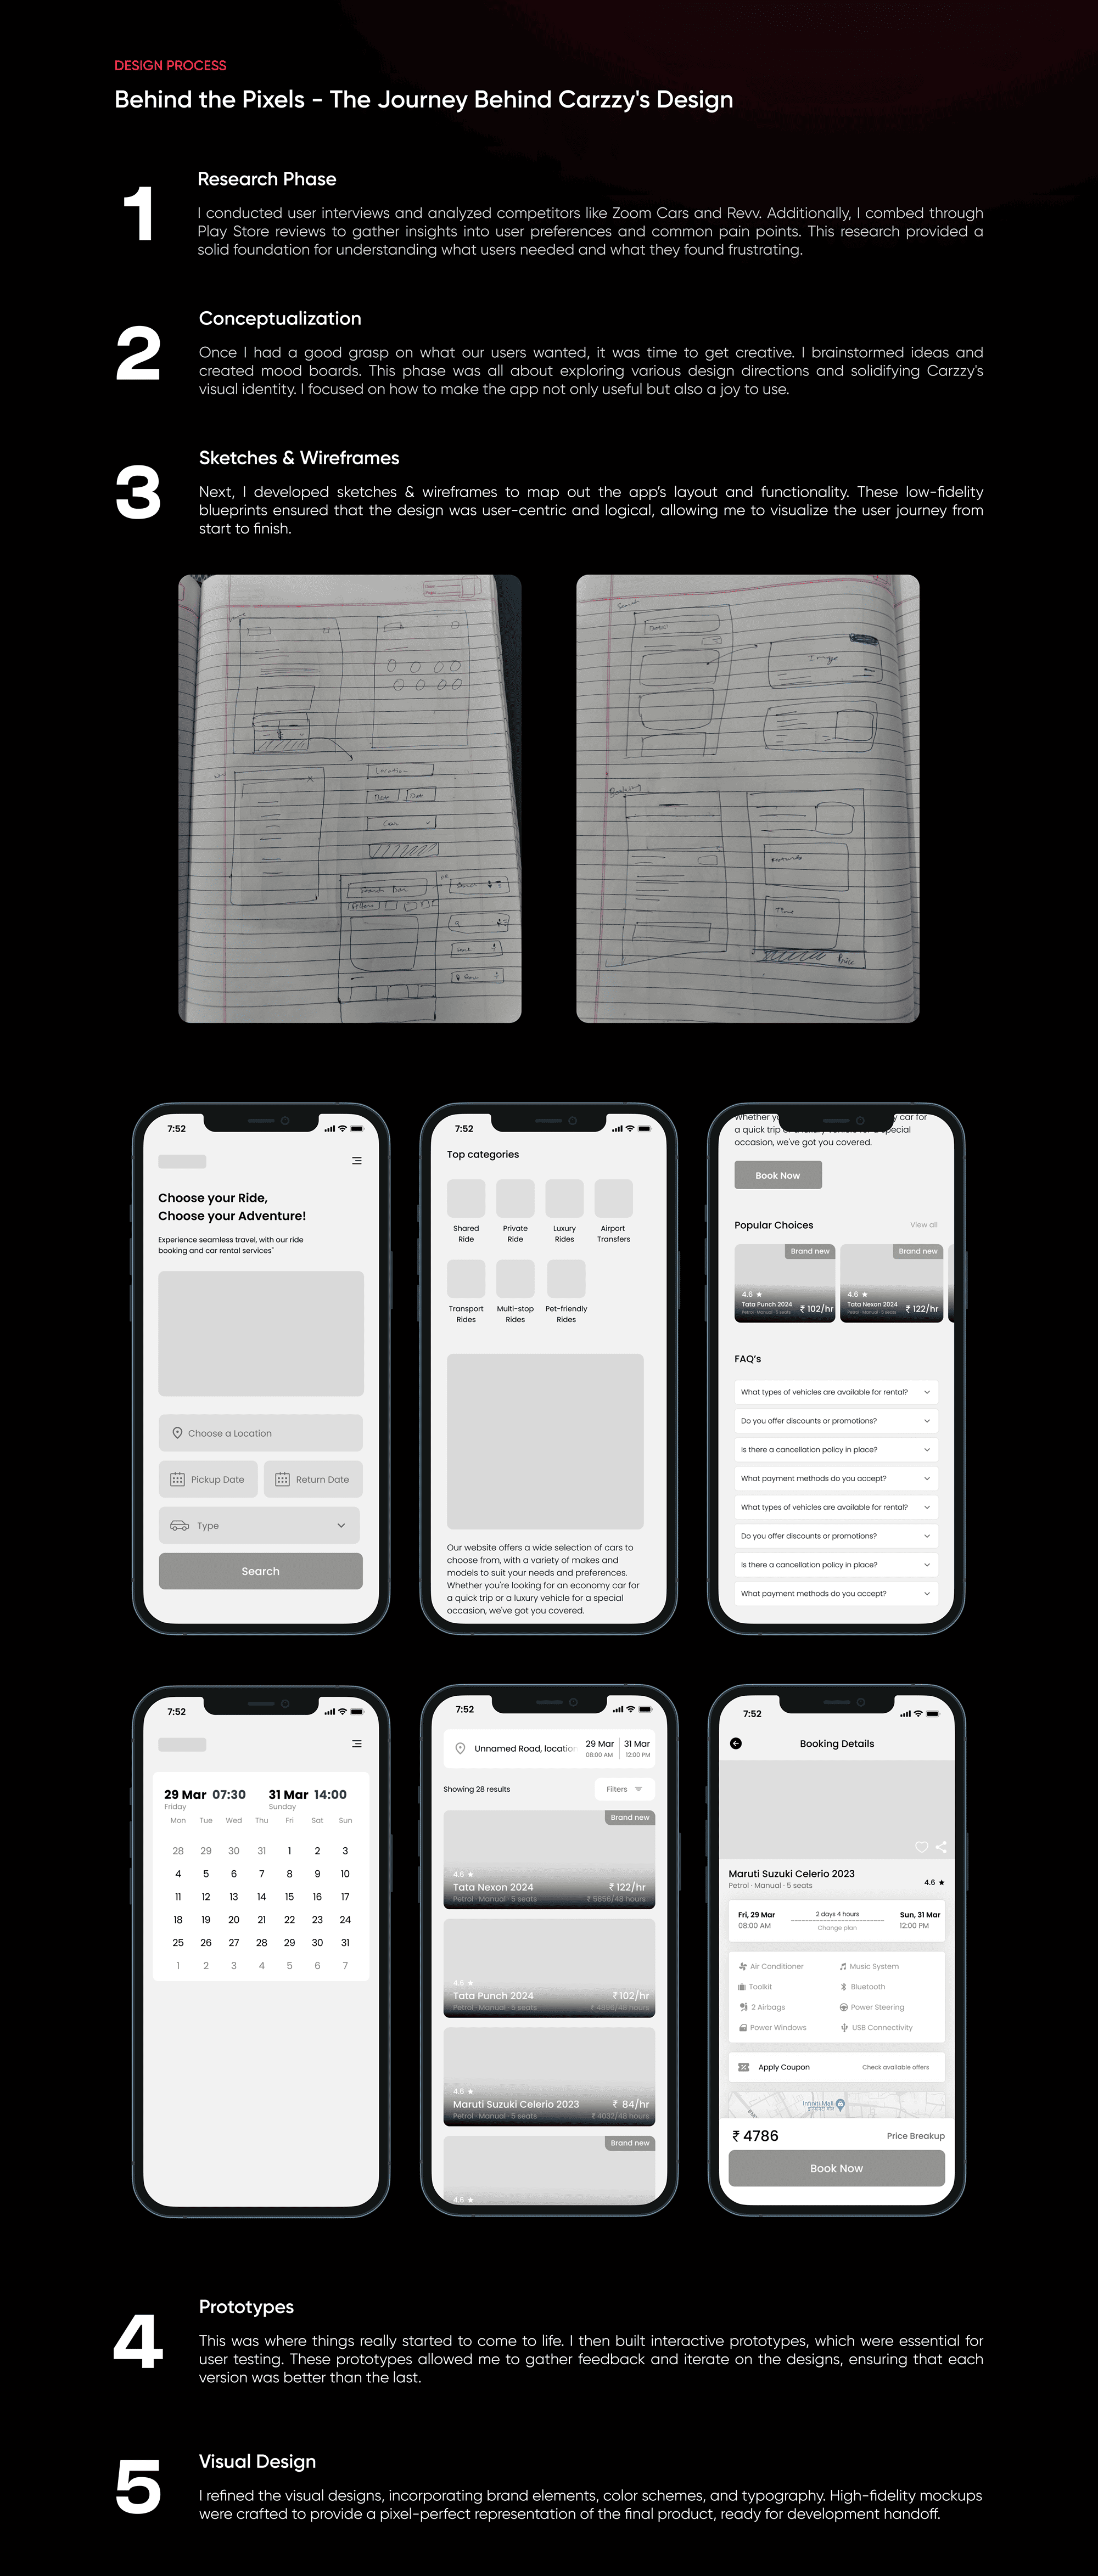 DESIGN PROCESS
Behind the Pixels - The Journey Behind Carzzy's Design
1
Research Phase
I conducted user interviews and analyzed competitors like Zoom Cars and Revv. Additionally, I combed through
Play Store reviews to gather insights into user preferences and common pain points. This research provided a
solid foundation for understanding what users needed and what they found frustrating.
2
Conceptualization
Once I had a good grasp on what our users wanted, it was time to get creative. I brainstormed ideas and
created mood boards. This phase was all about exploring various design directions and solidifying Carzzy's
visual identity. I focused on how to make the app not only useful but also a joy to use.
3
Sketches & Wireframes
Next, I developed sketches & wireframes to map out the app's layout and functionality. These low-fidelity
blueprints ensured that the design was user-centric and logical, allowing me to visualize the user journey from
start to finish.
Location
Date Date
Car
Search Bar
Image
Booking
Features
Price
7:52
Choose your Ride,
Choose your Adventure!
Experience seamless travel, with our ride
booking and car rental services"
Choose a Location
Pickup Date Return Date
Type
Search
7:52
Top categories
Shared Private Luxury Airport
Ride Ride Rides Transfers
Transport Multi-stop Pet-friendly
Rides Rides Rides
Our website offers a wide selection of cars to
choose from, with a variety of makes and
models to suit your needs and preferences.
Whether you're looking for an economy car for
a quick trip or a luxury vehicle for a special
occasion, we've got you covered.
Whether car for
a quick trip
occasion, we've got you covered.
Book Now
Popular Choices View all
Brand new Brand new
4.6 4.6
Tata Punch 2024 ₹ 102/hr Tata Nexon 2024 ₹ 122/hr
Petrol · Manual · 5 seats Petrol · Manual · 5 seats
FAQ's
What types of vehicles are available for rental?
Do you offer discounts or promotions?
Is there a cancellation policy in place?
What payment methods do you accept?
What types of vehicles are available for rental?
Do you offer discounts or promotions?
Is there a cancellation policy in place?
What payment methods do you accept?
7:52
29 Mar 07:30 31 Mar 14:00
Friday Sunday
Mon Tue Wed Thu Fri Sat Sun
28 29 30 31 1 2 3
4 5 6 7 8 9 10
11 12 13 14 15 16 17
18 19 20 21 22 23 24
25 26 27 28 29 30 31
1 2 3 4 5 6 7
7:52
Unnamed Road, location 29 Mar 31 Mar
08:00 AM 12:00 PM
Showing 28 results Filters
Brand new
4.6
Tata Nexon 2024 ₹ 122/hr
Petrol · Manual · 5 seats ₹ 5856/48 hours
4.6
Tata Punch 2024 ₹ 102/hr
Petrol · Manual · 5 seats ₹ 4896/48 hours
4.6
Maruti Suzuki Celerio 2023 ₹ 84/hr
Petrol · Manual · 5 seats ₹ 4032/48 hours
Brand new
4.6
7:52
Booking Details
Maruti Suzuki Celerio 2023
Petrol · Manual · 5 seats 4.6
Fri, 29 Mar 2 days 4 hours Sun, 31 Mar
08:00 AM Change plan 12:00 PM
Air Conditioner Music System
Toolkit Bluetooth
2 Airbags Power Steering
Power Windows USB Connectivity
Apply Coupon Check available offers
Infiniti Mall
₹ 4786 Price Breakup
Book Now
4
Prototypes
This was where things really started to come to life. I then built interactive prototypes, which were essential for
user testing. These prototypes allowed me to gather feedback and iterate on the designs, ensuring that each
version was better than the last.
5
Visual Design
I refined the visual designs, incorporating brand elements, color schemes, and typography. High-fidelity mockups
were crafted to provide a pixel-perfect representation of the final product, ready for development handoff.